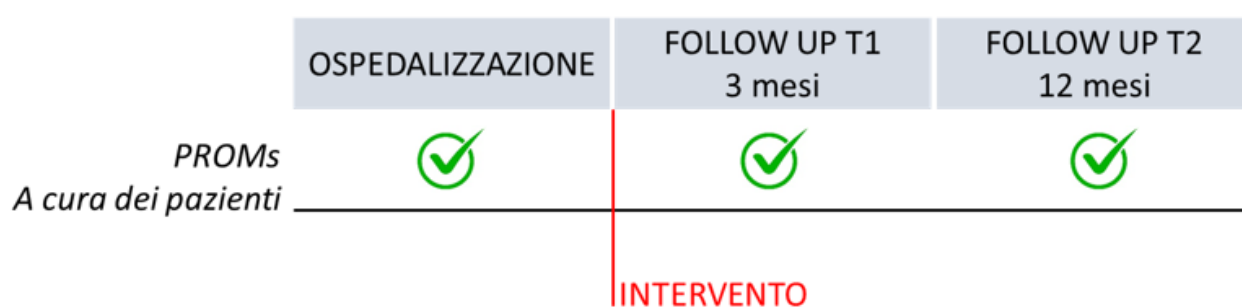 OSPEDALIZZAZIONE
FOLLOW UP T1
3 mesi
FOLLOW UP T2
12 mesi
PROMs
A cura dei pazienti
INTERVENTO